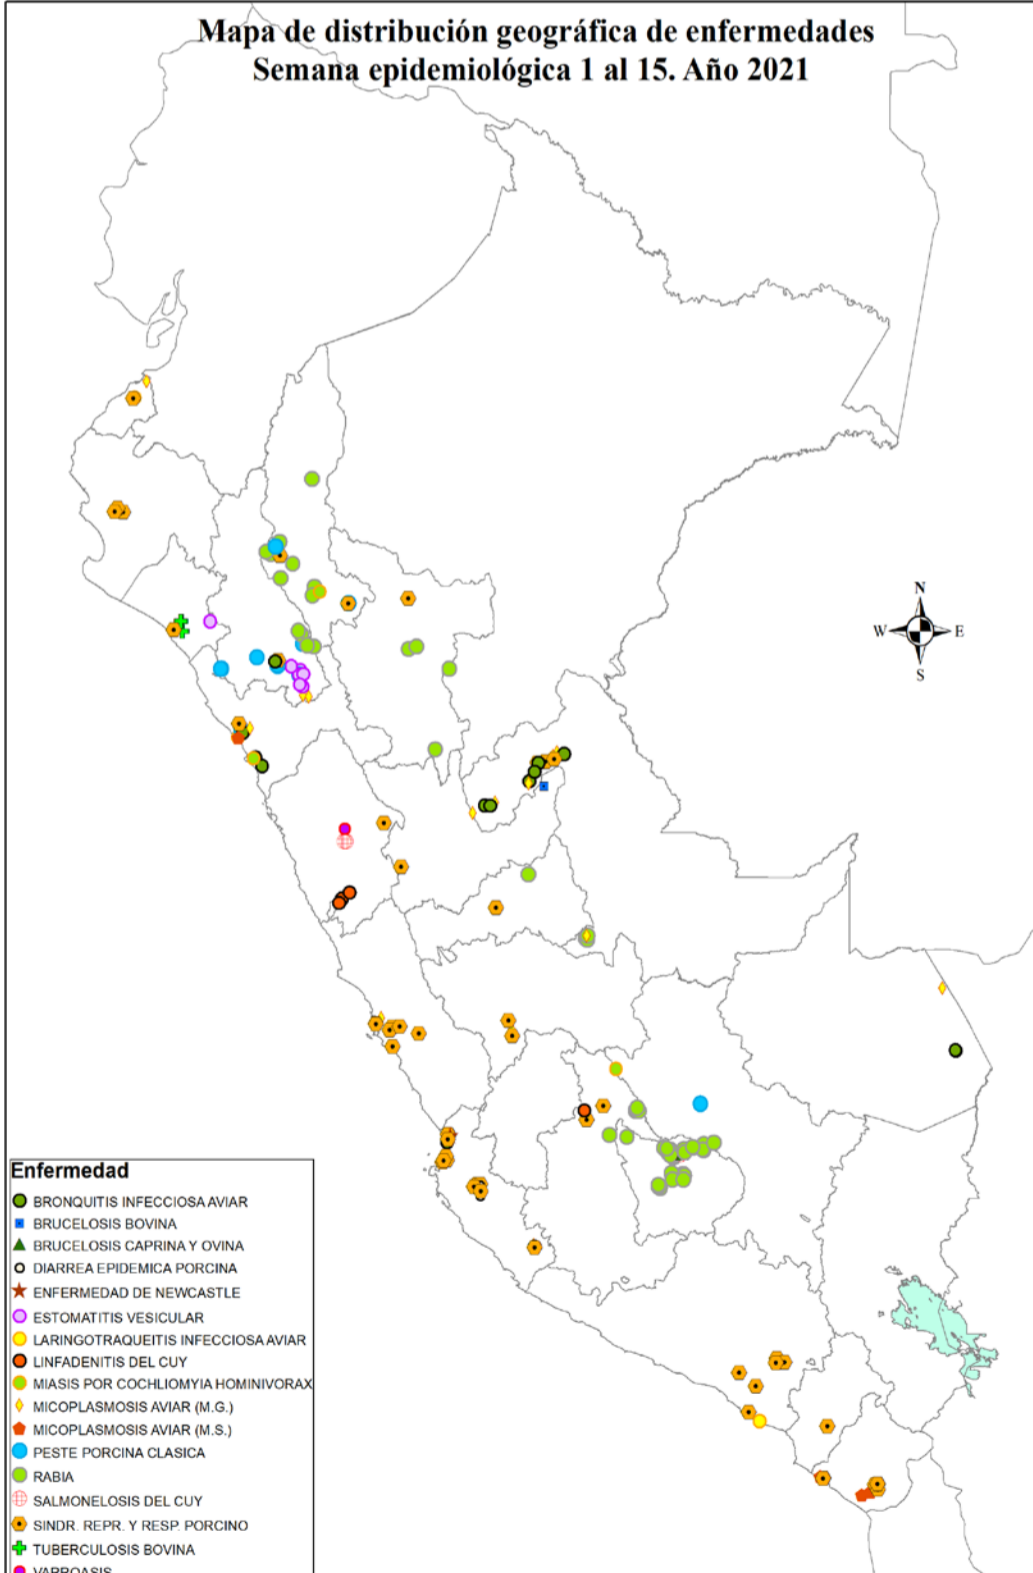 Mapa de distribución geográfica de enfermedades
Semana epidemiológica 1 al 15. Año 2021
N
W
E
S
Enfermedad
BRONQUITIS INFECCIOSA AVIAR
BRUCELOSIS BOVINA
BRUCELOSIS CAPRINA Y OVINA
DIARREA EPIDEMICA PORCINA
ENFERMEDAD DE NEWCASTLE
ESTOMATITIS VESICULAR
LARINGOTRAQUEITIS INFECCIOSA AVIAR
LINFADENITIS DEL CUY
MIASIS POR COCHLIOMYIA HOMINIVORAX
MICOPLASMOSIS AVIAR (M.G.)
MICOPLASMOSIS AVIAR (M.S.)
PESTE PORCINA CLASICA
RABIA
SALMONELOSIS DEL CUY
SINDR. REPR. Y RESP. PORCINO
TUBERCULOSIS BOVINA
VARROASIS